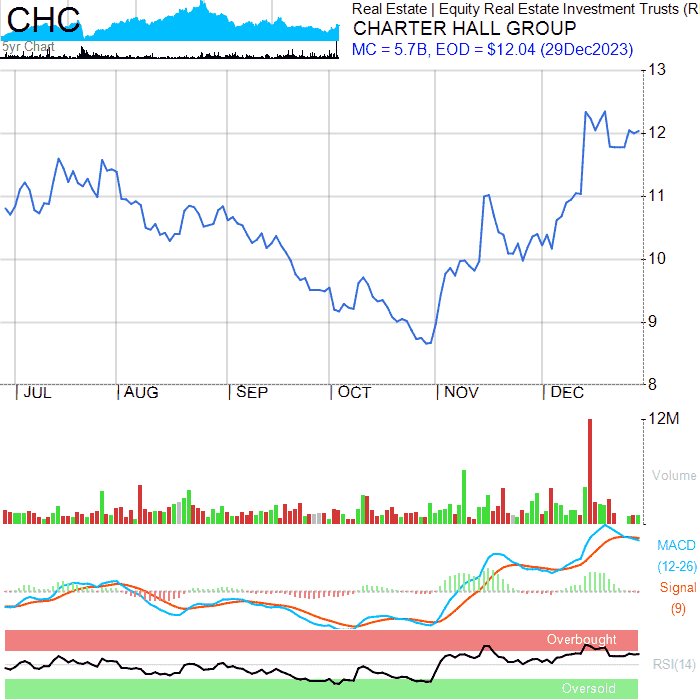 CHC
5yr Chart
Real Estate | Equity Real Estate Investment Trusts (R
CHARTER HALL GROUP
MC = 5.7B, EOD = $12.04 (29Dec2023)
13
12
11
10
9
8
JUL AUG SEP OCT NOV DEC
12M
Volume
MACD
(12-26)
Signal
(9)
Overbought
RSI(14)
Oversold